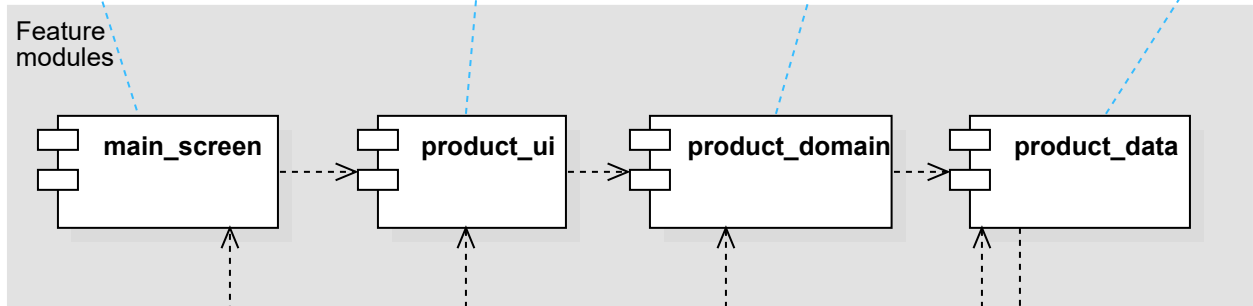 Feature
modules
main_screen
product_ui
product_domain
product_data